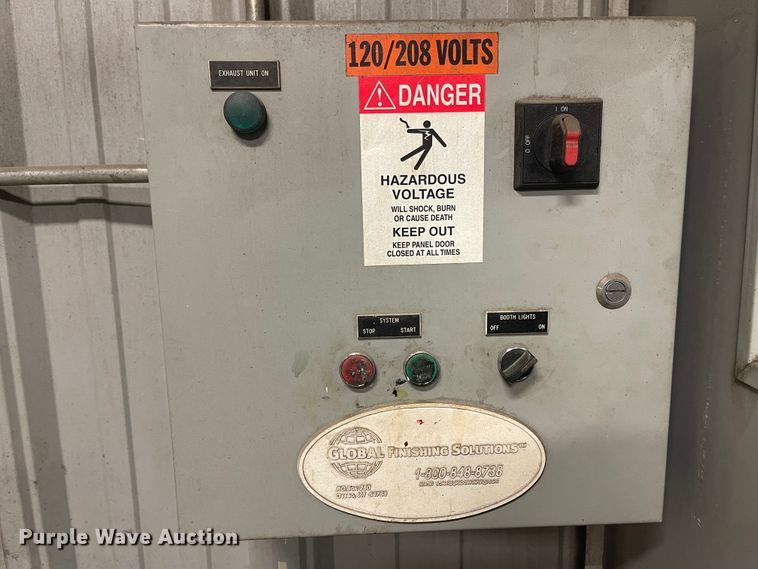 120/208 VOLTS
EXHAUST UNIT ON
DANGER
I ON
O OFF
HAZARDOUS
VOLTAGE
WILL SHOCK, BURN
OR CAUSE DEATH
KEEP OUT
KEEP PANEL DOOR
CLOSED AT ALL TIMES
SYSTEM
STOP START
BOOTH LIGHTS
OFF ON
GLOBAL FINISHING SOLUTIONS
1-800-848-8738
Purple Wave Auction